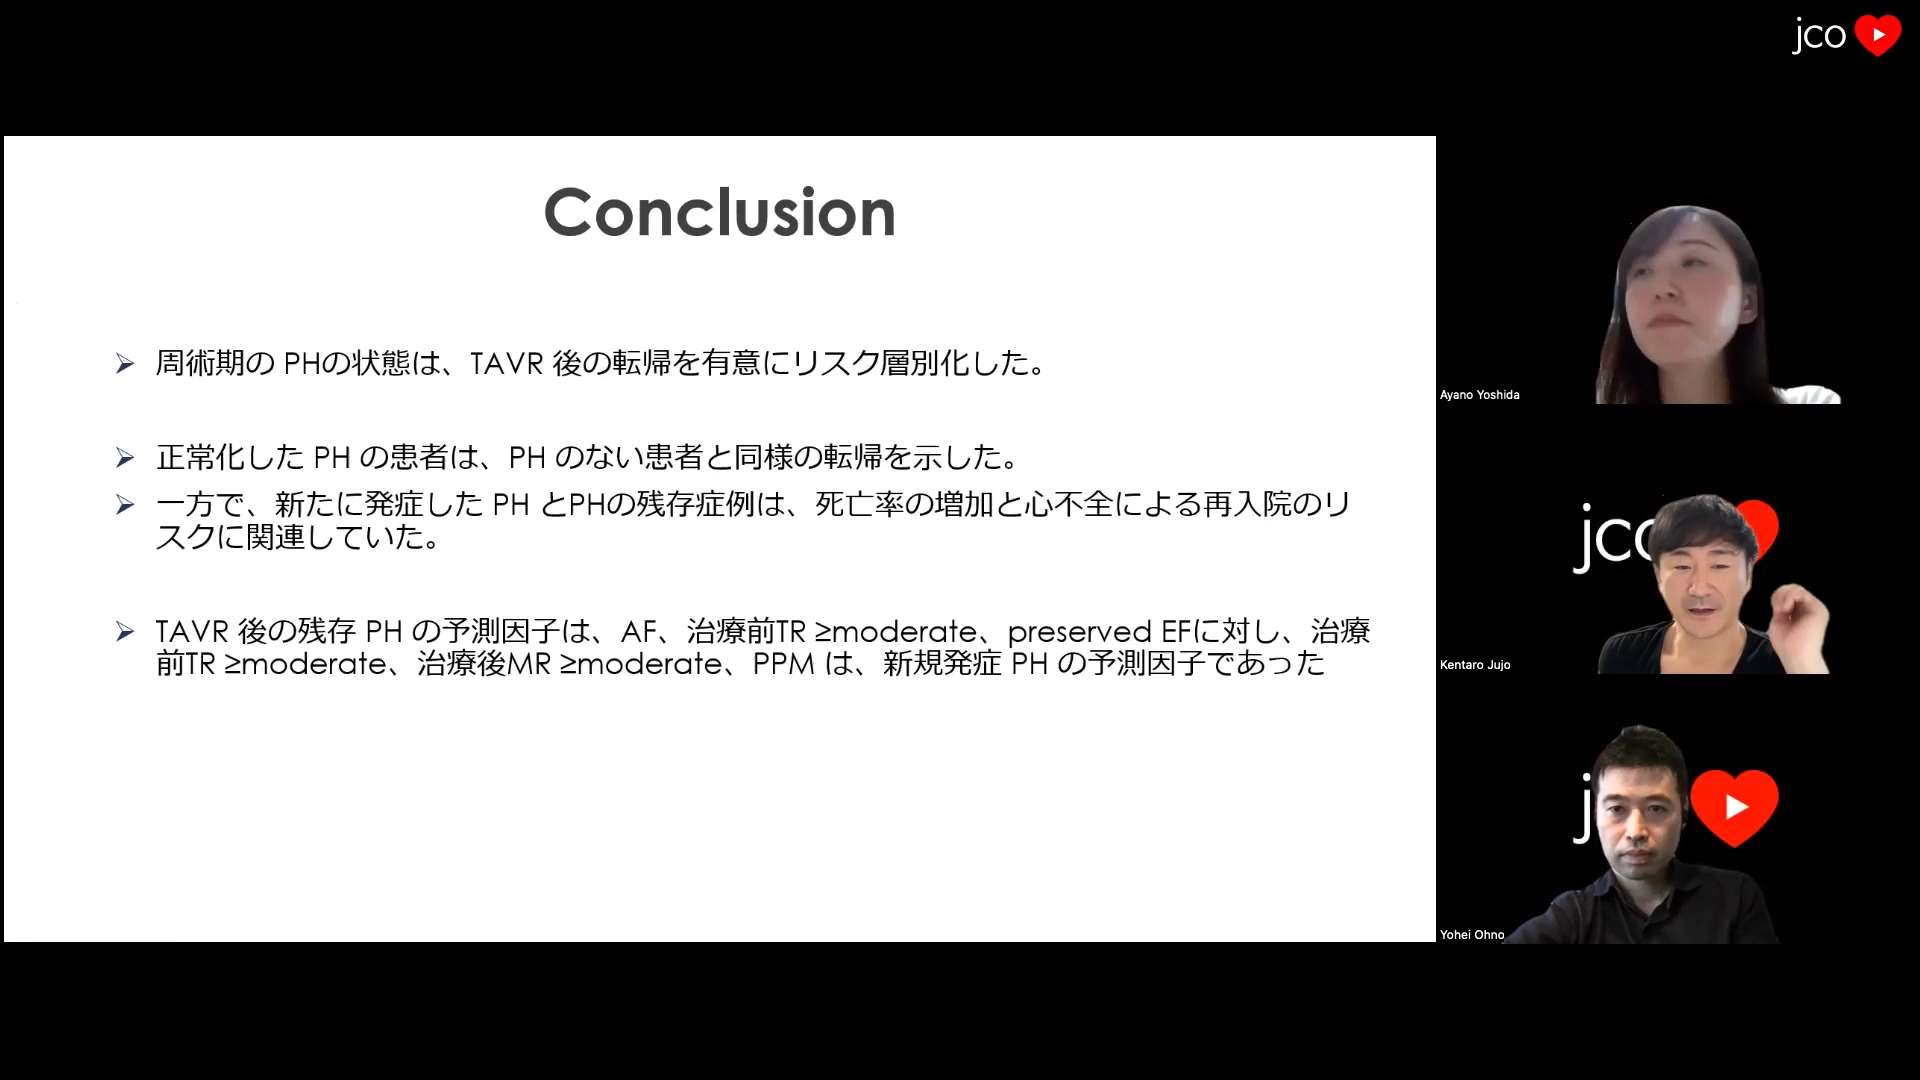 jco
Conclusion
周術期の PHの状態は、TAVR 後の転帰を有意にリスク層別化した。
正常化した PH の患者は、PH のない患者と同様の転帰を示した。
一方で、新たに発症した PH とPHの残存症例は、死亡率の増加と心不全による再入院のリ
スクに関連していた。
TAVR 後の残存 PH の予測因子は、AF、治療前TR ≥moderate、preserved EFに対し、治療
前TR ≥moderate、治療後MR ≥moderate、PPM は、新規発症 PH の予測因子であった
Ayano Yoshida
jco
Kentaro Jujo
j
Yohei Ohno